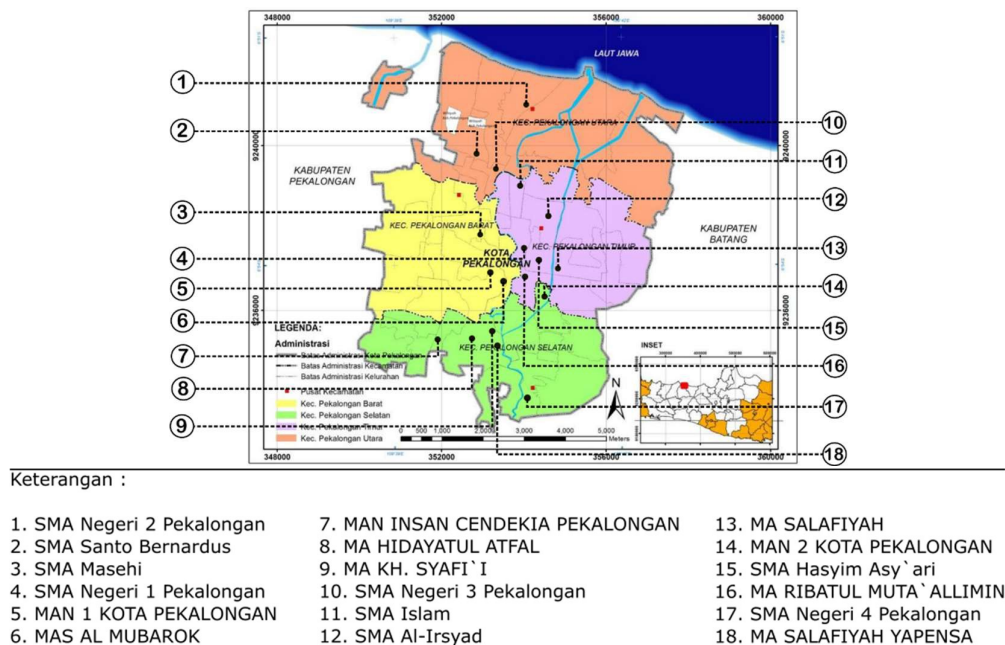 348000 352000 356000 360000
LAUT JAWA
1
KEC. PEKALONGAN UTARA
10
2
9240000
9240000
11
KABUPATEN
PEKALONGAN
12
3
KEC. PEKALONGAN BARAT
KABUPATEN
BATANG
KEC. PEKALONGAN TIMUR
13
4
KOTA
PEKALONGAN
5
14
9236000
9236000
6
15
LEGENDA:
Administrasi
KEC. PEKALONGAN SELATAN
INSET
7
Batas Administrasi Kota Pekalongan
Batas Administrasi Kecamatan
Batas Administrasi Kelurahan
16
8
Pusat Kecamatan
N
Kec. Pekalongan Barat
Kec. Pekalongan Selatan
17
9
Kec. Pekalongan Timur
Kec. Pekalongan Utara
0 500 1,000 2,000 3,000 4,000 5,000
Meters
18
348000 352000 356000 360000
Keterangan :
1. SMA Negeri 2 Pekalongan
2. SMA Santo Bernardus
3. SMA Masehi
4. SMA Negeri 1 Pekalongan
5. MAN 1 KOTA PEKALONGAN
6. MAS AL MUBAROK
7. MAN INSAN CENDEKIA PEKALONGAN
8. MA HIDAYATUL ATFAL
9. MA KH. SYAFI`I
10. SMA Negeri 3 Pekalongan
11. SMA Islam
12. SMA Al-Irsyad
13. MA SALAFIYAH
14. MAN 2 KOTA PEKALONGAN
15. SMA Hasyim Asy`ari
16. MA RIBATUL MUTA`ALLIMIN
17. SMA Negeri 4 Pekalongan
18. MA SALAFIYAH YAPENSA